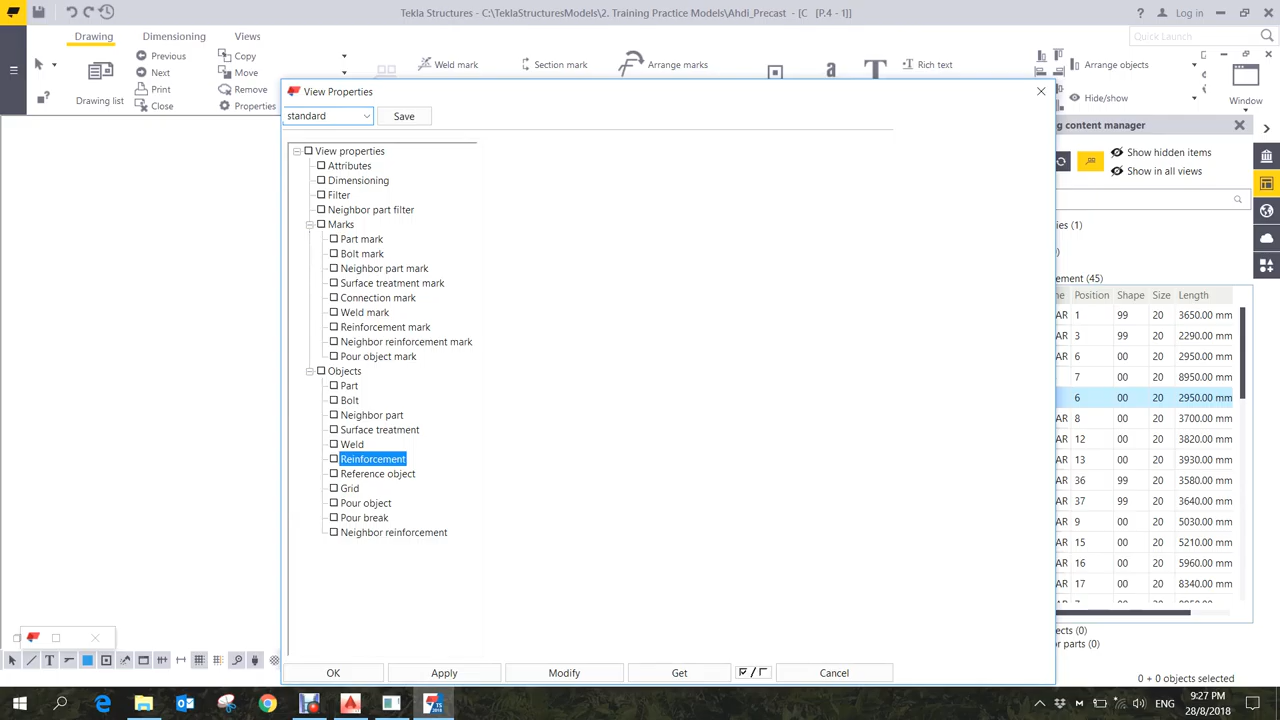 Tekla Structures - C:\TeklaStructuresModels\2. Training Practice Models\Ahdi_Precast - [C [P.4 - 1]]
? Log in
Drawing Dimensioning Views
Quick Launch
Previous
Next
Print
Close
Drawing list
Copy
Move
Remove
Properties
Weld mark
Section mark
Arrange marks
Rich text
Arrange objects
Hide/show
Window
View Properties
standard
Save
View properties
Attributes
Dimensioning
Filter
Neighbor part filter
Marks
Part mark
Bolt mark
Neighbor part mark
Surface treatment mark
Connection mark
Weld mark
Reinforcement mark
Neighbor reinforcement mark
Pour object mark
Objects
Part
Bolt
Neighbor part
Surface treatment
Weld
Reinforcement
Reference object
Grid
Pour object
Pour break
Neighbor reinforcement
OK Apply Modify Get Cancel
g content manager
Show hidden items
Show in all views
ies (1)
ement (45)
Position Shape Size Length
AR 1 99 20 3650.00 mm
AR 3 99 20 2290.00 mm
AR 6 00 20 2950.00 mm
7 00 20 8950.00 mm
6 00 20 2950.00 mm
AR 8 00 20 3700.00 mm
AR 12 00 20 3820.00 mm
AR 13 00 20 3930.00 mm
AR 36 99 20 3580.00 mm
AR 37 99 20 3640.00 mm
AR 9 00 20 5030.00 mm
AR 15 00 20 5210.00 mm
AR 16 00 20 5960.00 mm
AR 17 00 20 8340.00 mm
jects (0)
r parts (0)
0 + 0 objects selected
ENG
9:27 PM
28/8/2018